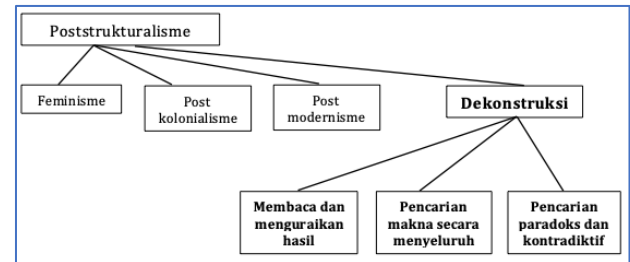 Poststrukturalisme
Feminisme
Post
kolonialisme
Post
modernisme
Dekonstruksi
Membaca dan
menguraikan
hasil
Pencarian
makna secara
menyeluruh
Pencarian
paradoks dan
kontradiktif